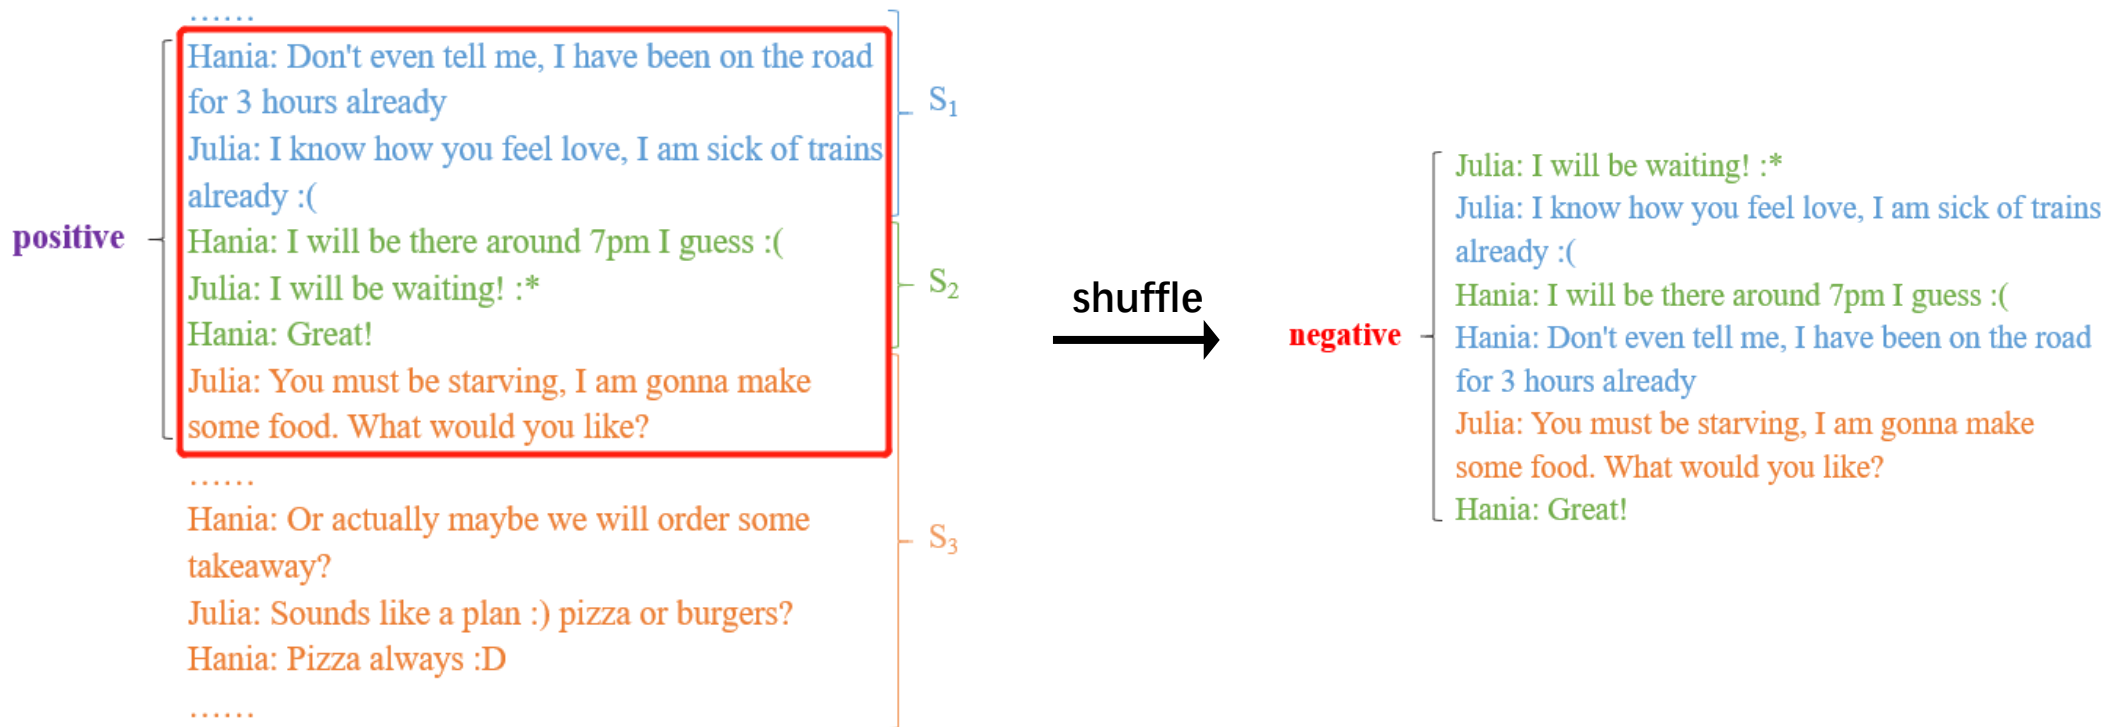 ......
Hania: Don't even tell me, I have been on the road
for 3 hours already
Julia: I know how you feel love, I am sick of trains
already :(
Hania: I will be there around 7pm I guess :(
Julia: I will be waiting! :*
Hania: Great!
Julia: You must be starving, I am gonna make
some food. What would you like?
......
Hania: Or actually maybe we will order some
takeaway?
Julia: Sounds like a plan :) pizza or burgers?
Hania: Pizza always :D
......
positive
S₁
S₂
S₃
shuffle
negative
Julia: I will be waiting! :*
Julia: I know how you feel love, I am sick of trains
already :(
Hania: I will be there around 7pm I guess :(
Hania: Don't even tell me, I have been on the road
for 3 hours already
Julia: You must be starving, I am gonna make
some food. What would you like?
Hania: Great!